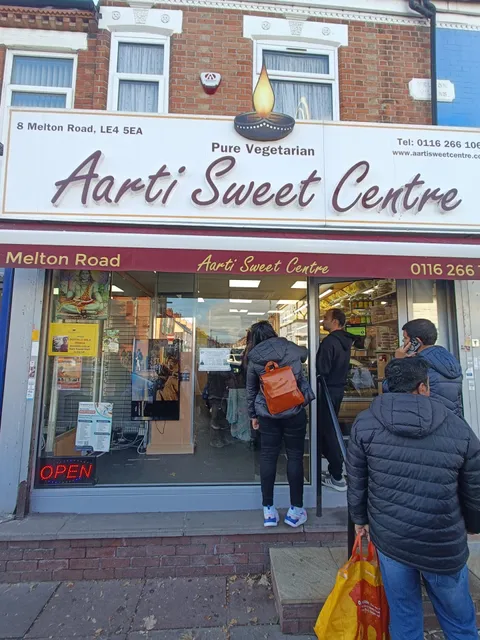 8 Melton Road, LE4 5EA
Pure Vegetarian
Tel: 0116 266 106
www.aartisweetcentre.co
Aarti Sweet Centre
Melton Road
Aarti Sweet Centre
0116 266
OPEN